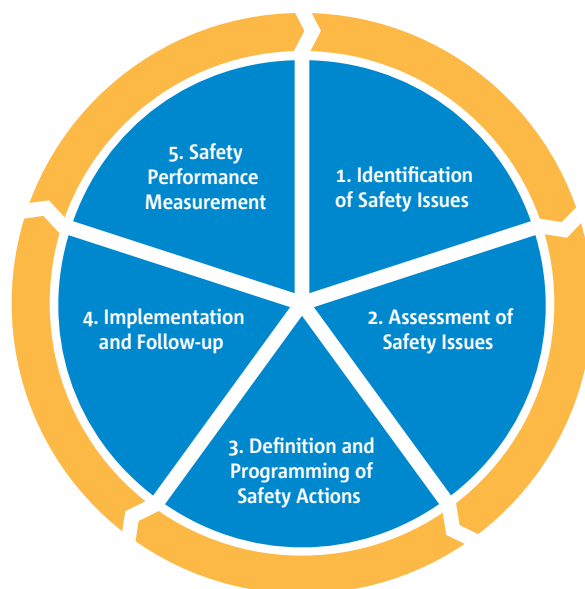 1. Identification
of Safety Issues
2. Assessment of
Safety Issues
3. Definition and
Programming of
Safety Actions
4. Implementation
and Follow-up
5. Safety
Performance
Measurement